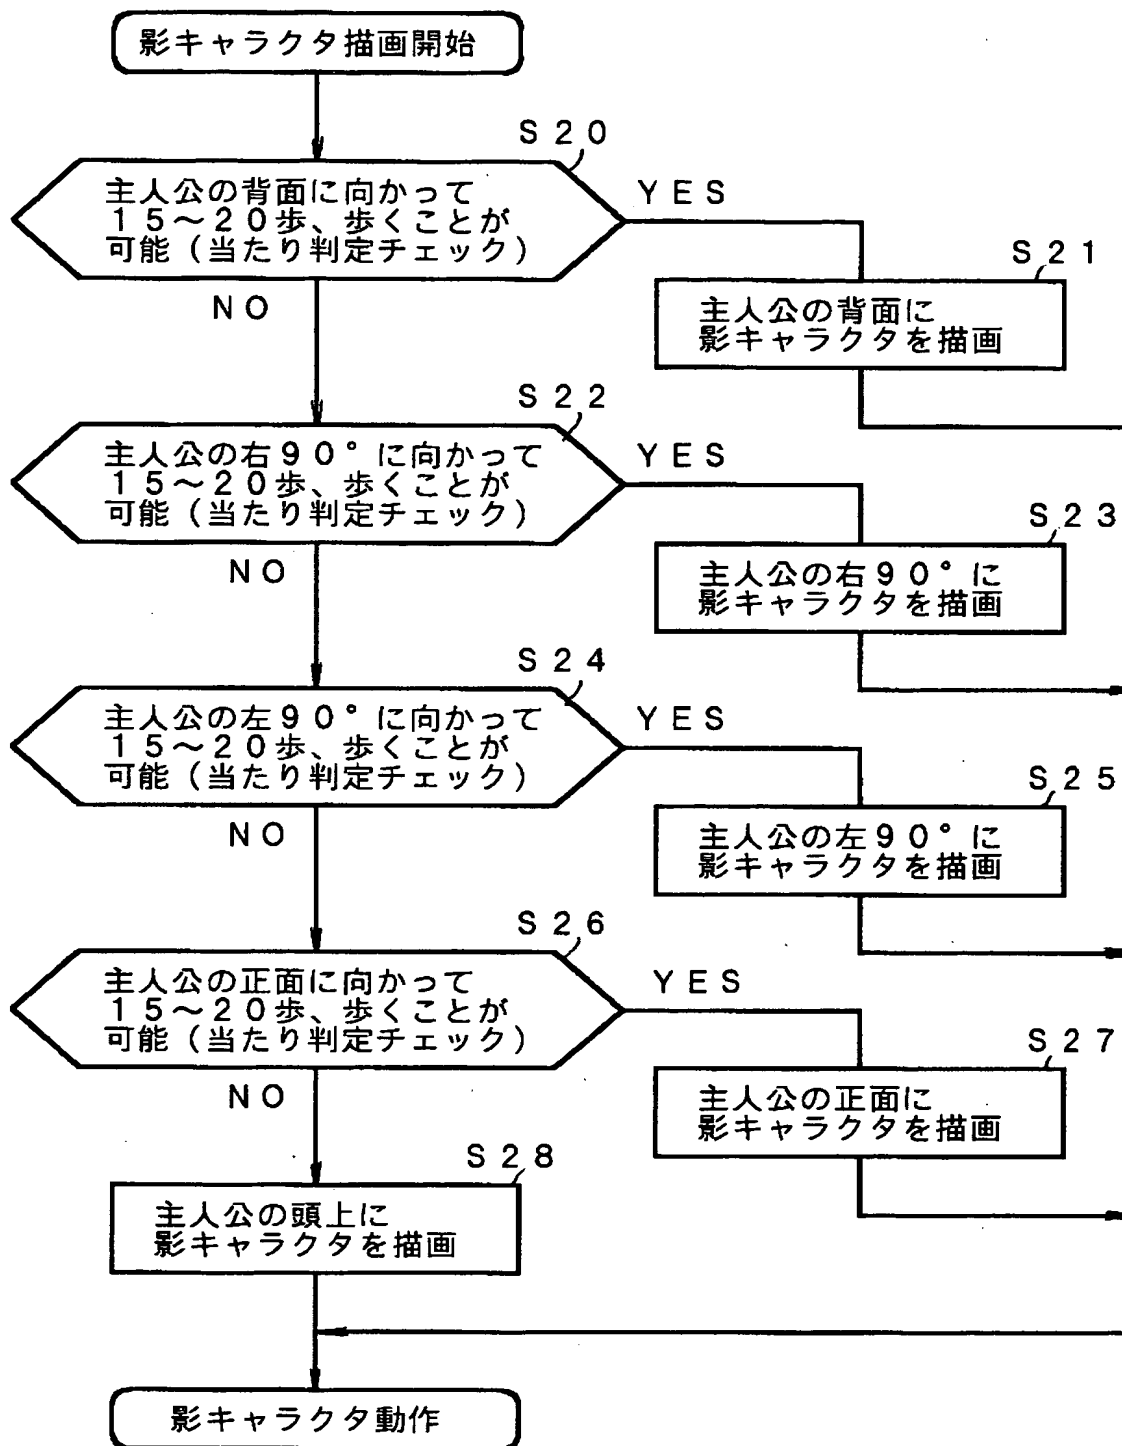 影キャラクタ描画開始
S20
主人公の背面に向かって
15〜20歩、歩くことが
可能(当たり判定チェック)
YES
NO
S21
主人公の背面に
影キャラクタを描画
S22
主人公の右90°に向かって
15〜20歩、歩くことが
可能(当たり判定チェック)
YES
NO
S23
主人公の右90°に
影キャラクタを描画
S24
主人公の左90°に向かって
15〜20歩、歩くことが
可能(当たり判定チェック)
YES
NO
S25
主人公の左90°に
影キャラクタを描画
S26
主人公の正面に向かって
15〜20歩、歩くことが
可能(当たり判定チェック)
YES
NO
S27
主人公の正面に
影キャラクタを描画
S28
主人公の頭上に
影キャラクタを描画
影キャラクタ動作